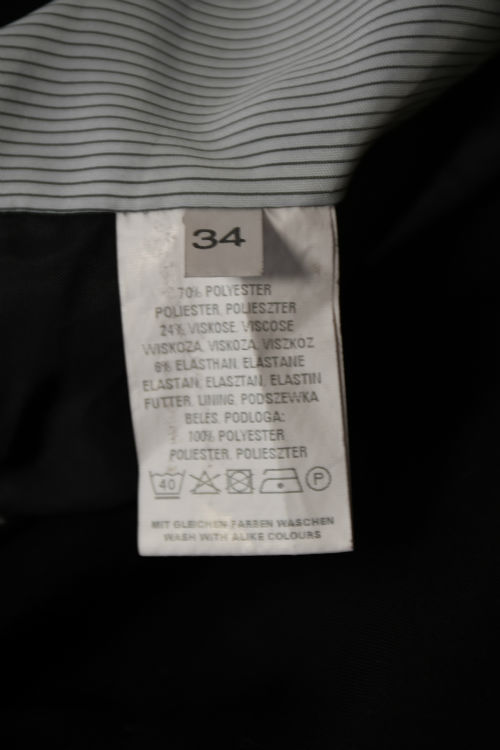 34
70% POLYESTER
POLIESTER, POLIESZTER
24% VISKOSE, VISCOSE
WISKOZA, VISKOZA, VISZKOZ
6% ELASTHAN, ELASTANE
ELASTAN, ELASZTAN, ELASTIN
FUTTER, LINING, PODSZEWKA
BELES, PODLOGA:
100% POLYESTER
POLIESTER, POLIESZTER
40 P
MIT GLEICHEN FARBEN WASCHEN
WASH WITH ALIKE COLOURS